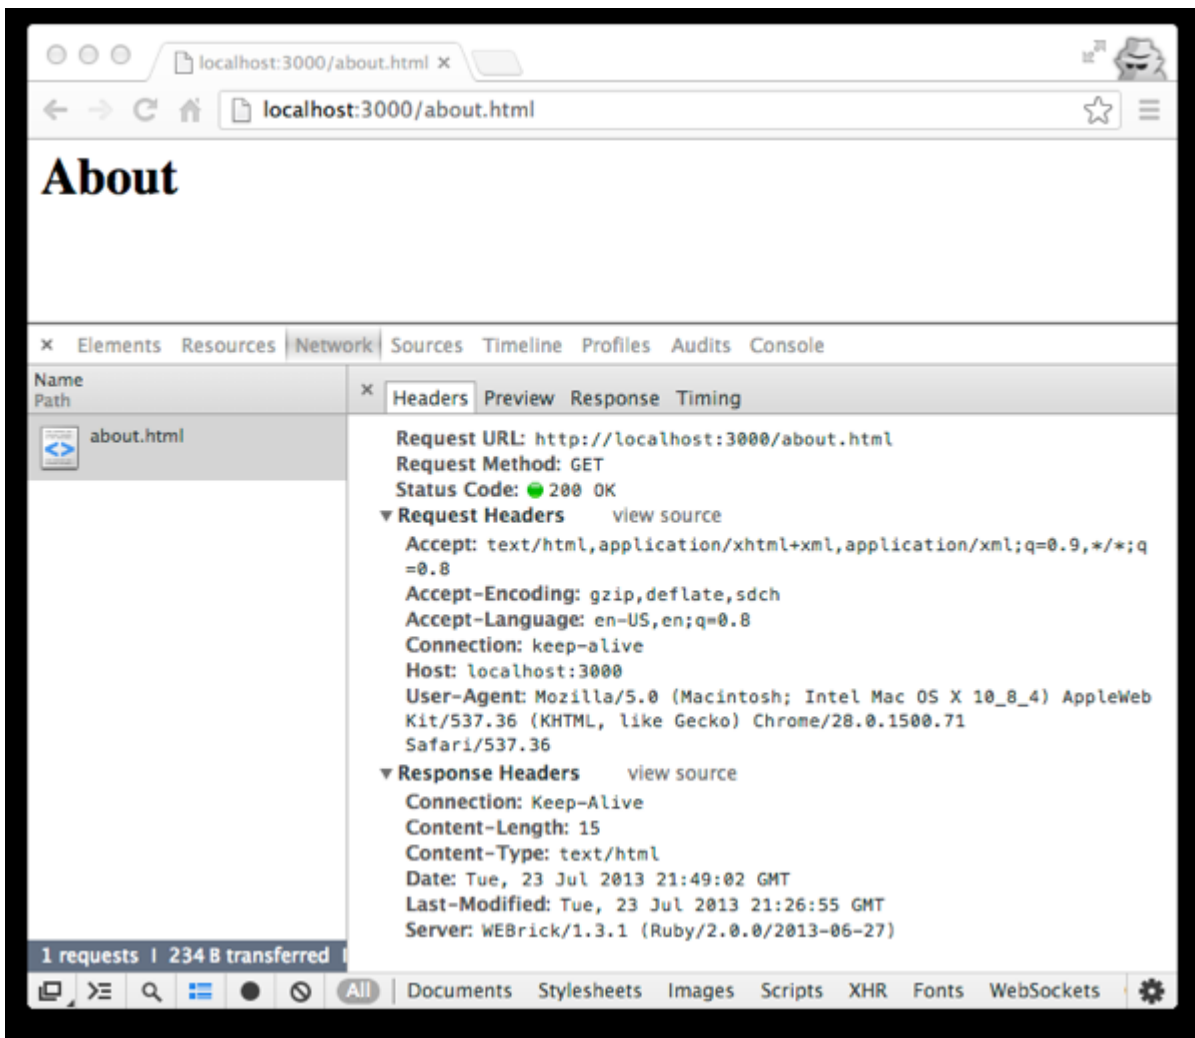 localhost:3000/about.html ×
localhost:3000/about.html
About
× Elements Resources Network Sources Timeline Profiles Audits Console
Name
Path
× Headers Preview Response Timing
about.html
Request URL: http://localhost:3000/about.html
Request Method: GET
Status Code: 200 OK
▼Request Headers view source
Accept: text/html,application/xhtml+xml,application/xml;q=0.9,*/*;q
=0.8
Accept-Encoding: gzip,deflate,sdch
Accept-Language: en-US,en;q=0.8
Connection: keep-alive
Host: localhost:3000
User-Agent: Mozilla/5.0 (Macintosh; Intel Mac OS X 10_8_4) AppleWeb
Kit/537.36 (KHTML, like Gecko) Chrome/28.0.1500.71
Safari/537.36
▼Response Headers view source
Connection: Keep-Alive
Content-Length: 15
Content-Type: text/html
Date: Tue, 23 Jul 2013 21:49:02 GMT
Last-Modified: Tue, 23 Jul 2013 21:26:55 GMT
Server: WEBrick/1.3.1 (Ruby/2.0.0/2013-06-27)
1 requests | 234 B transferred |
All | Documents Stylesheets Images Scripts XHR Fonts WebSockets